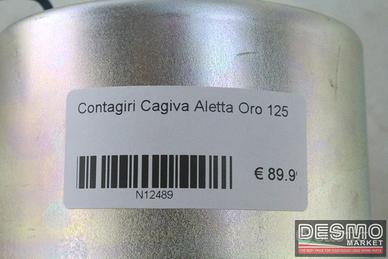 Contagiri Cagiva Aletta Oro 125
€ 89.9
N12489
DESMO
MARKET